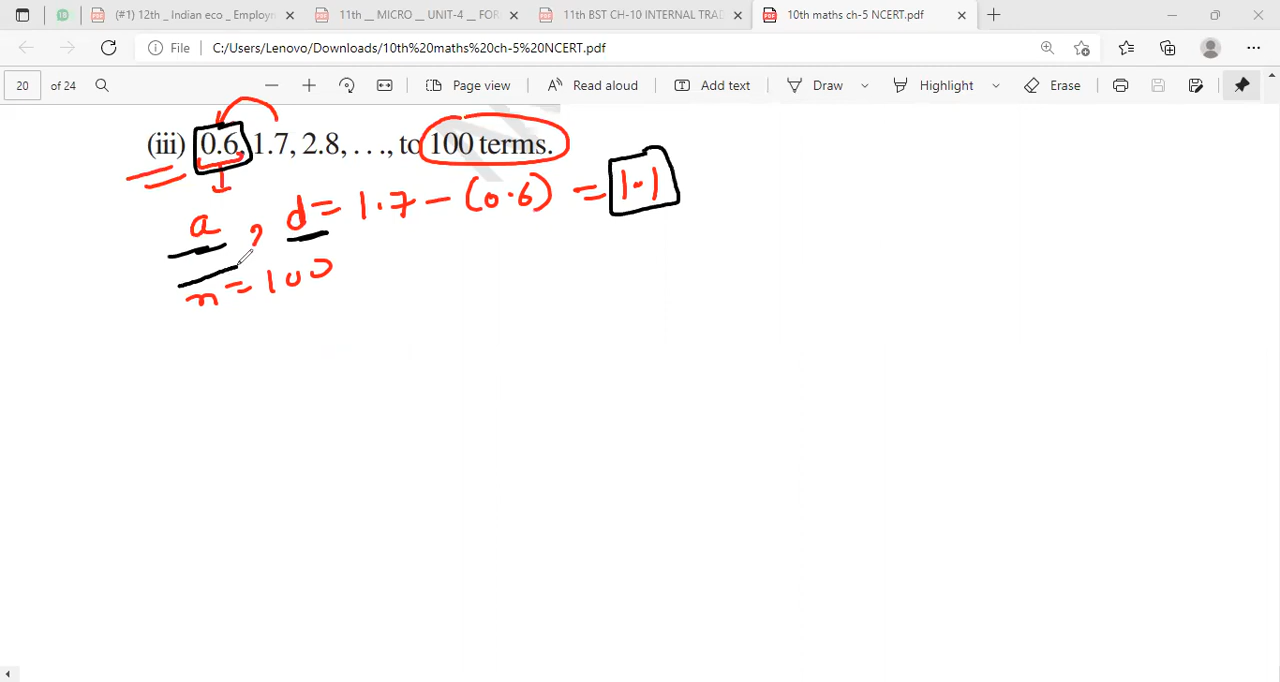 (#1) 12th _ Indian eco _ Employn
11th __ MICRO __ UNIT-4 __ FOR
11th BST CH-10 INTERNAL TRAD
10th maths ch-5 NCERT.pdf
File C:/Users/Lenovo/Downloads/10th%20maths%20ch-5%20NCERT.pdf
20 of 24 Page view Read aloud Add text Draw Highlight Erase
(iii) 0.6, 1.7, 2.8, . . ., to 100 terms.
a, d = 1.7 - (0.6) = 1.1
n = 100